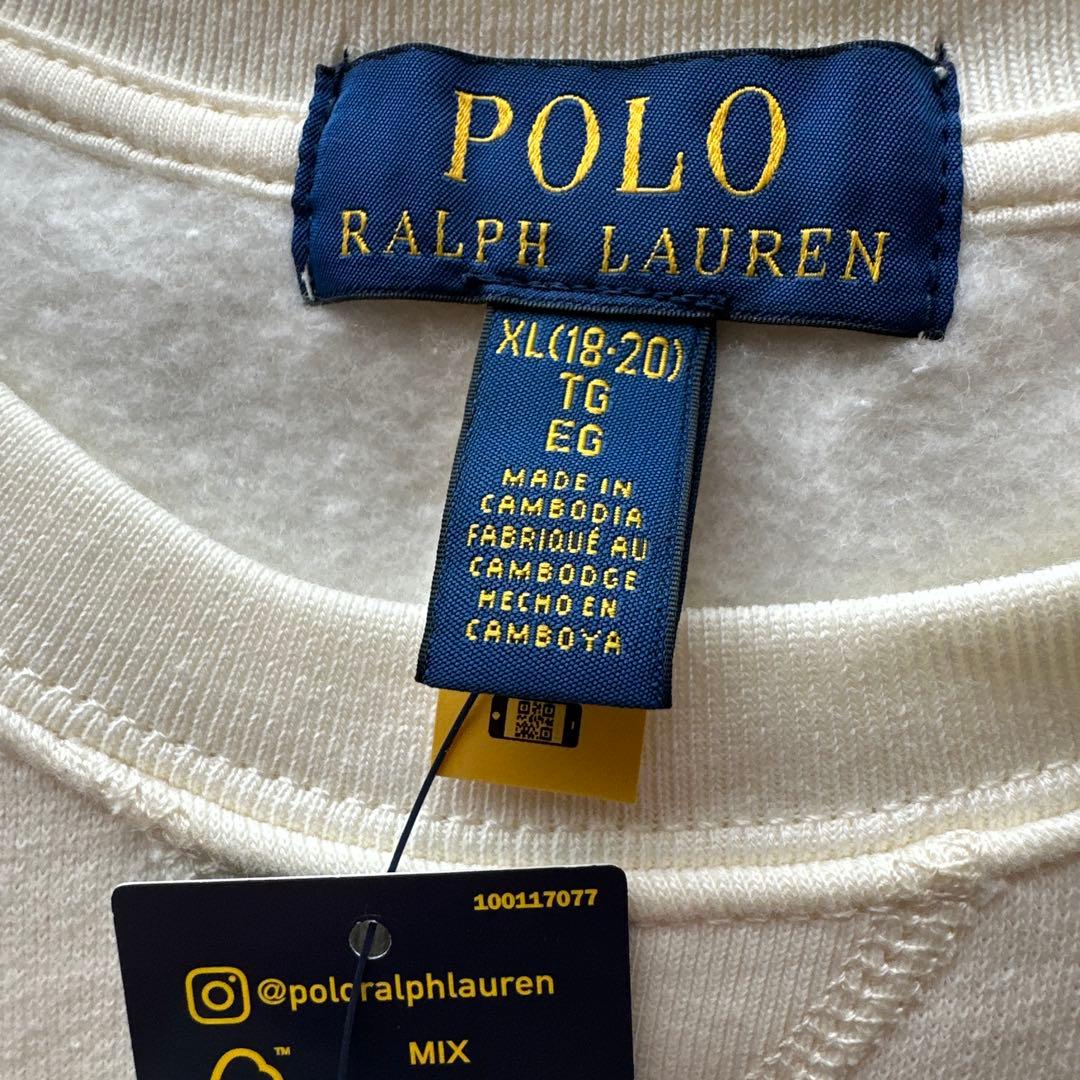 POLO
RALPH LAUREN
XL(18·20)
TG
EG
MADE IN
CAMBODIA
FABRIQUÉ AU
CAMBODGE
HECHO EN
CAMBOYA
100117077
@poloralphlauren
TM
MIX